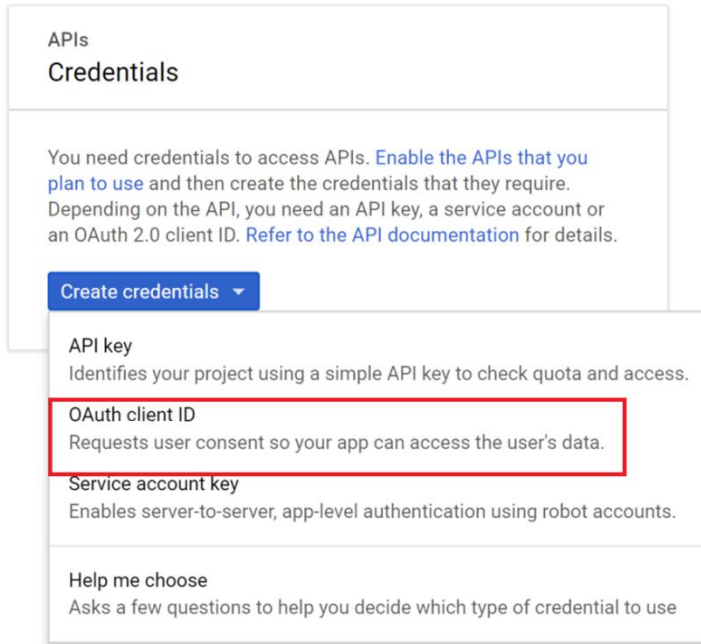 APIs
Credentials
You need credentials to access APIs. Enable the APIs that you
plan to use and then create the credentials that they require.
Depending on the API, you need an API key, a service account or
an OAuth 2.0 client ID. Refer to the API documentation for details.
Create credentials
API key
Identifies your project using a simple API key to check quota and access.
OAuth client ID
Requests user consent so your app can access the user's data.
Service account key
Enables server-to-server, app-level authentication using robot accounts.
Help me choose
Asks a few questions to help you decide which type of credential to use